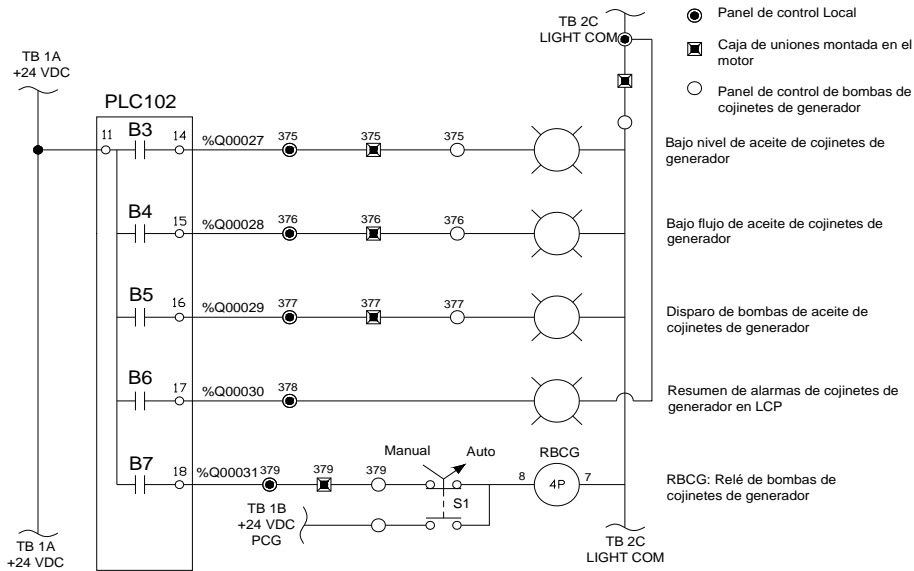 TB 2C
LIGHT COM
Panel de control Local
Caja de uniones montada en el
motor
Panel de control de bombas de
cojinetes de generador
TB 1A
+24 VDC
PLC102
11
B3
14
%Q00027
375
375
375
Bajo nivel de aceite de cojinetes de
generador
B4
15
%Q00028
376
376
376
Bajo flujo de aceite de cojinetes de
generador
B5
16
%Q00029
377
377
377
Disparo de bombas de aceite de
cojinetes de generador
B6
17
%Q00030
378
Resumen de alarmas de cojinetes de
generador en LCP
B7
18
%Q00031
379
379
379
Manual
Auto
S1
RBCG
8
4P
7
RBCG: Relé de bombas de
cojinetes de generador
TB 1B
+24 VDC
PCG
TB 1A
+24 VDC
TB 2C
LIGHT COM